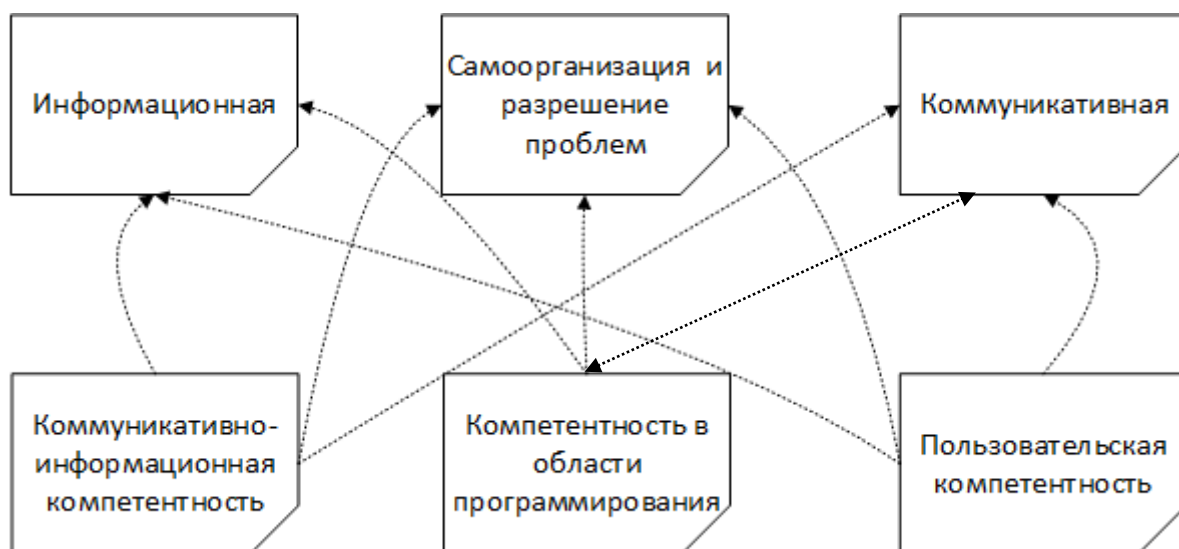 Информационная
Самоорганизация и
разрешение
проблем
Коммуникативная
Коммуникативно-
информационная
компетентность
Компетентность в
области
программирования
Пользовательская
компетентность